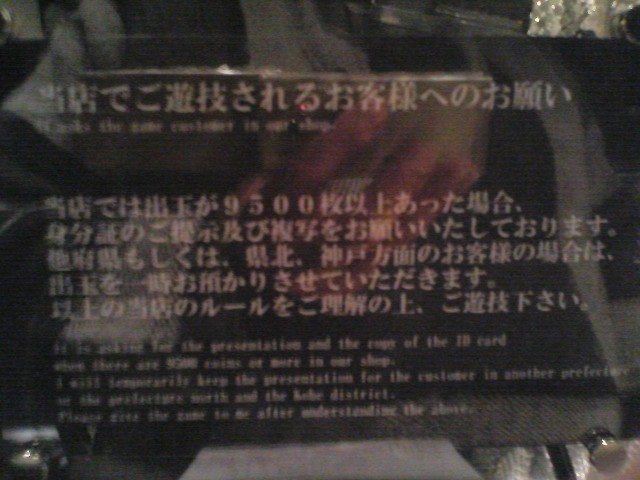 当店でご遊技されるお客様へのお願い
asks the game customer in our shop.
当店では出玉が９５００枚以上あった場合、
身分証のご提示及び複写をお願いいたしております。
他府県もしくは、県北、神戸方面のお客様の場合は、
出玉を一時お預かりさせていただきます。
以上の当店のルールをご理解の上、ご遊技下さい。
It is asking for the presentation and the copy of the ID card
when there are 9500 coins or more in our shop.
I will temporarily keep the presentation for the customer in another prefecture
or the prefecture north and the Kobe district.
Please give the game to me after understanding the above.